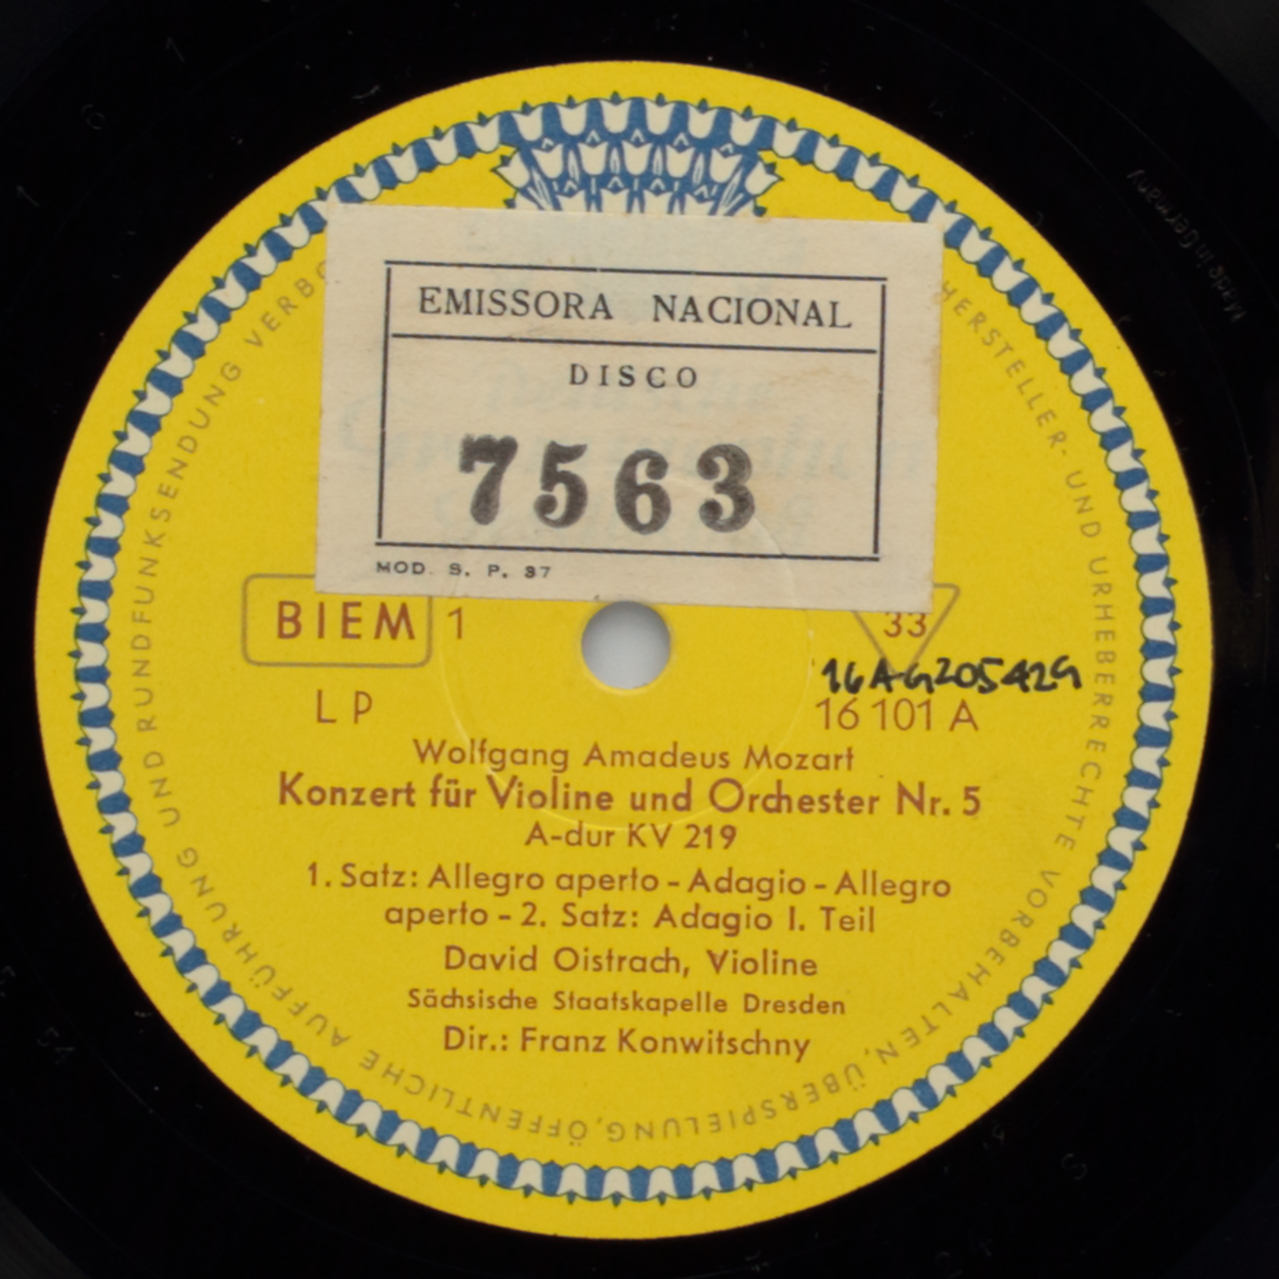 EMISSORA NACIONAL
DISCO
7563
MOD. S. P. 37
BIEM 1
33
LP
16AG205429
16 101 A
Wolfgang Amadeus Mozart
Konzert für Violine und Orchester Nr. 5
A-dur KV 219
1. Satz: Allegro aperto - Adagio - Allegro
aperto - 2. Satz: Adagio I. Teil
David Oistrach, Violine
Sächsische Staatskapelle Dresden
Dir.: Franz Konwitschny
HERSTELLER- UND URHEBERRECHTE VORBEHALTEN, ÜBERSPIELUNG, ÖFFENTLICHE AUFFÜHRUNG UND RUNDFUNKSENDUNG
Made in Germany